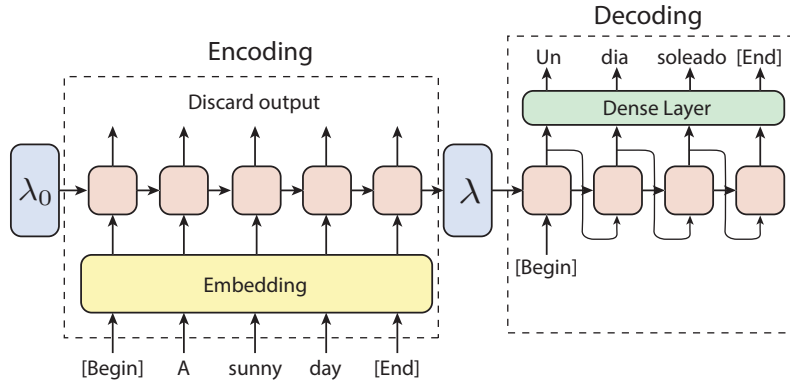 Encoding
Decoding
Discard output
Un dia soleado [End]
Dense Layer
λ0
λ
[Begin]
Embedding
[Begin] A sunny day [End]